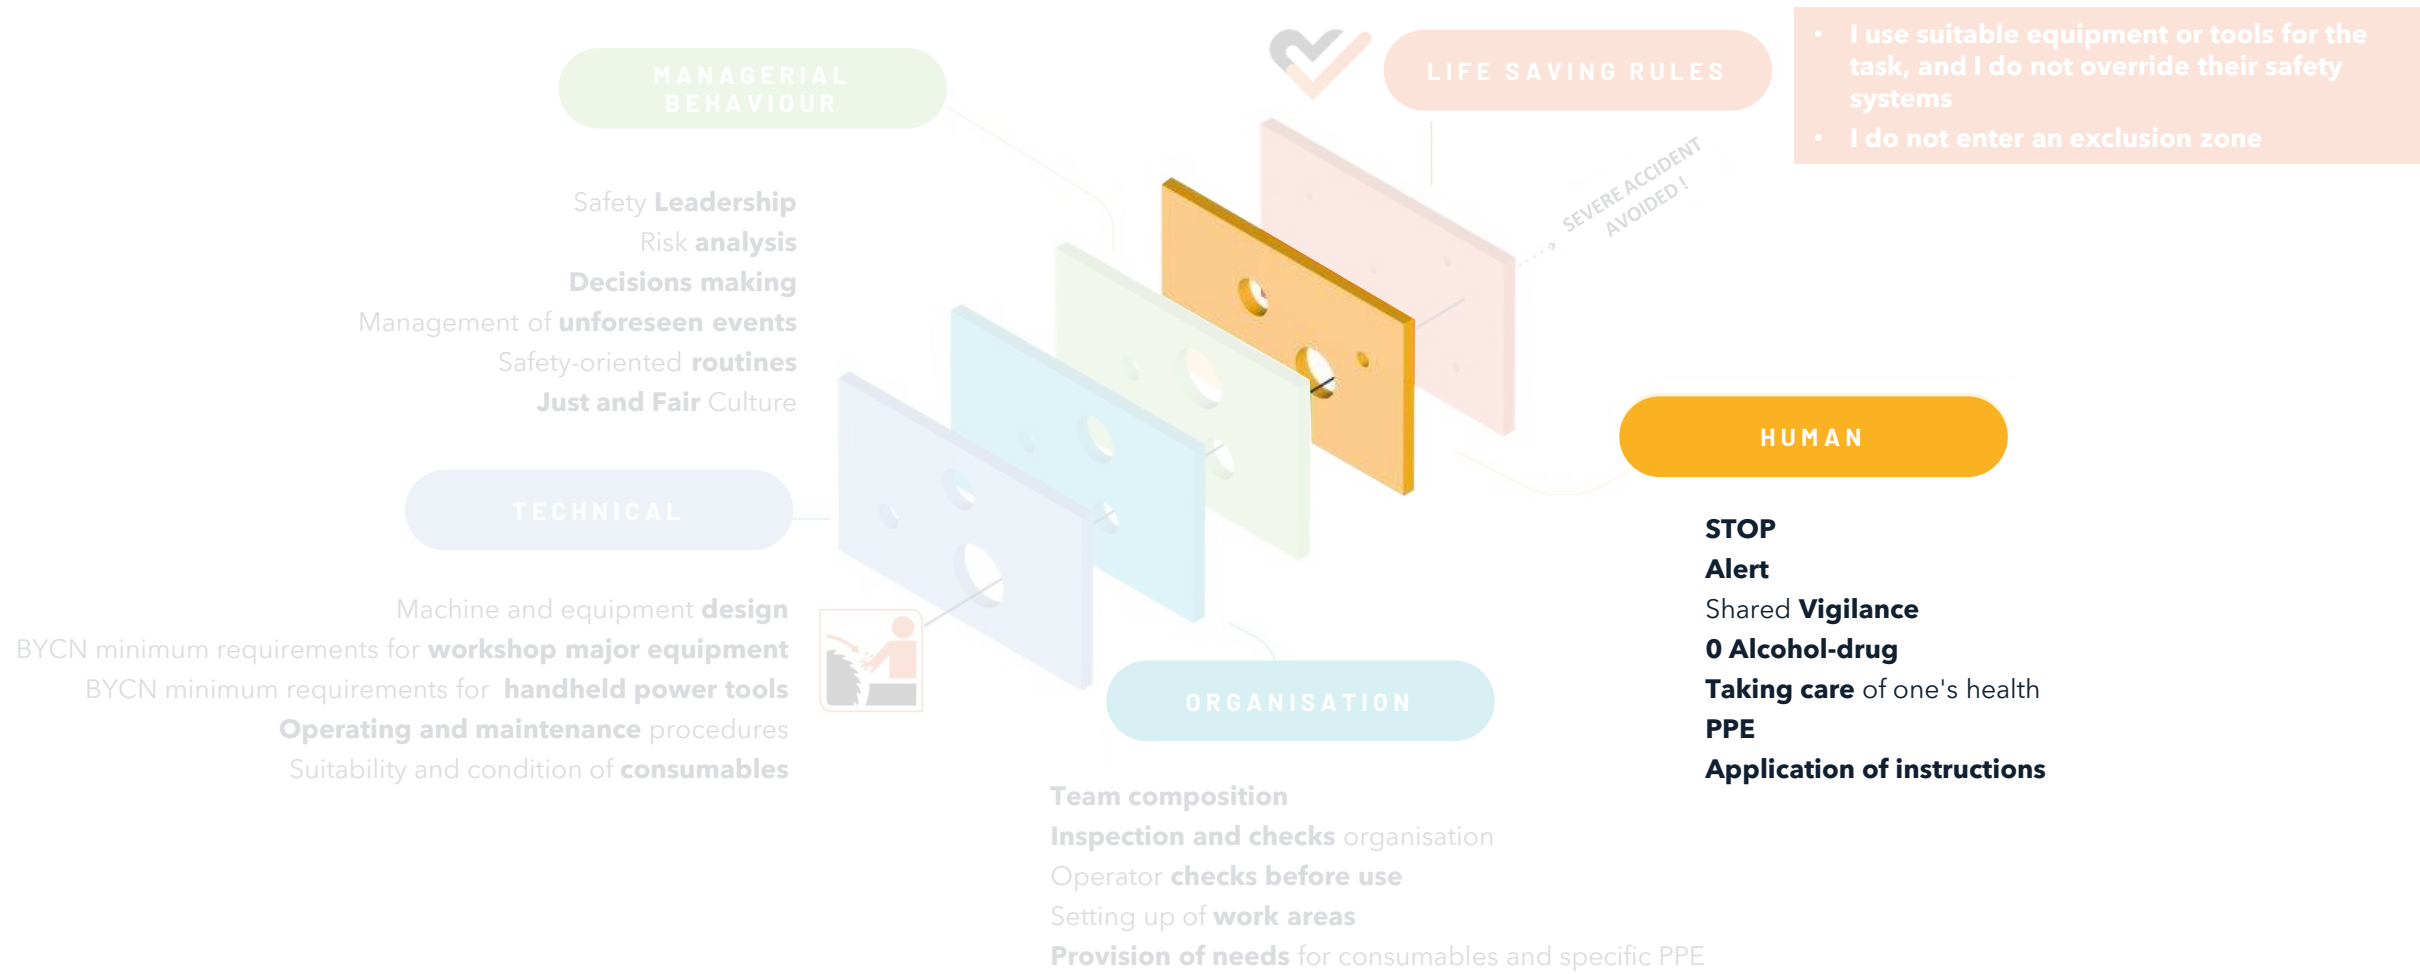 MANAGERIAL
BEHAVIOUR
Safety Leadership
Risk analysis
Decisions making
Management of unforeseen events
Safety-oriented routines
Just and Fair Culture
LIFE SAVING RULES
• I use suitable equipment or tools for the
task, and I do not override their safety
systems
• I do not enter an exclusion zone
SEVERE ACCIDENT
AVOIDED !
TECHNICAL
Machine and equipment design
BYCN minimum requirements for workshop major equipment
BYCN minimum requirements for handheld power tools
Operating and maintenance procedures
Suitability and condition of consumables
HUMAN
STOP
Alert
Shared Vigilance
0 Alcohol-drug
Taking care of one's health
PPE
Application of instructions
ORGANISATION
Team composition
Inspection and checks organisation
Operator checks before use
Setting up of work areas
Provision of needs for consumables and specific PPE